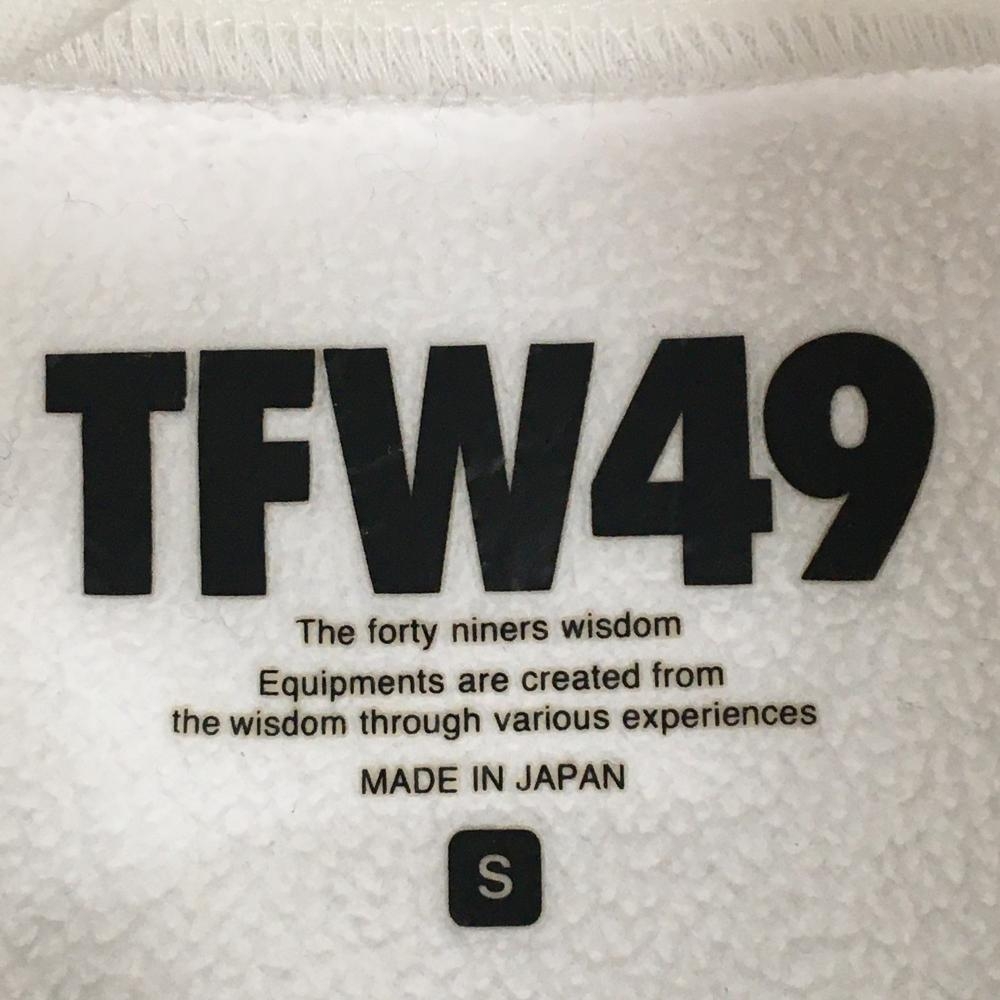 TFW49
The forty niners wisdom
Equipments are created from
the wisdom through various experiences
MADE IN JAPAN
S